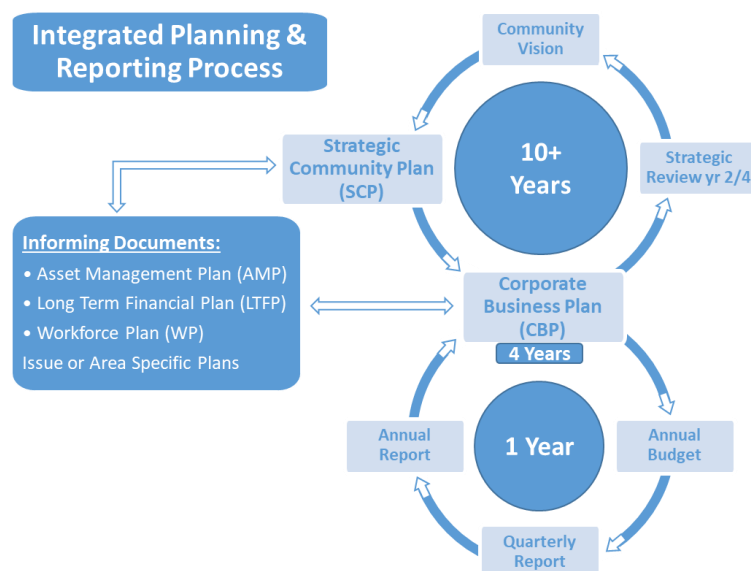 Integrated Planning &
Reporting Process
Community
Vision
10+
Years
Strategic
Community Plan
(SCP)
Strategic
Review yr 2/4
Informing Documents:
• Asset Management Plan (AMP)
• Long Term Financial Plan (LTFP)
• Workforce Plan (WP)
Issue or Area Specific Plans
Corporate
Business Plan
(CBP)
4 Years
Annual
Report
1 Year
Annual
Budget
Quarterly
Report